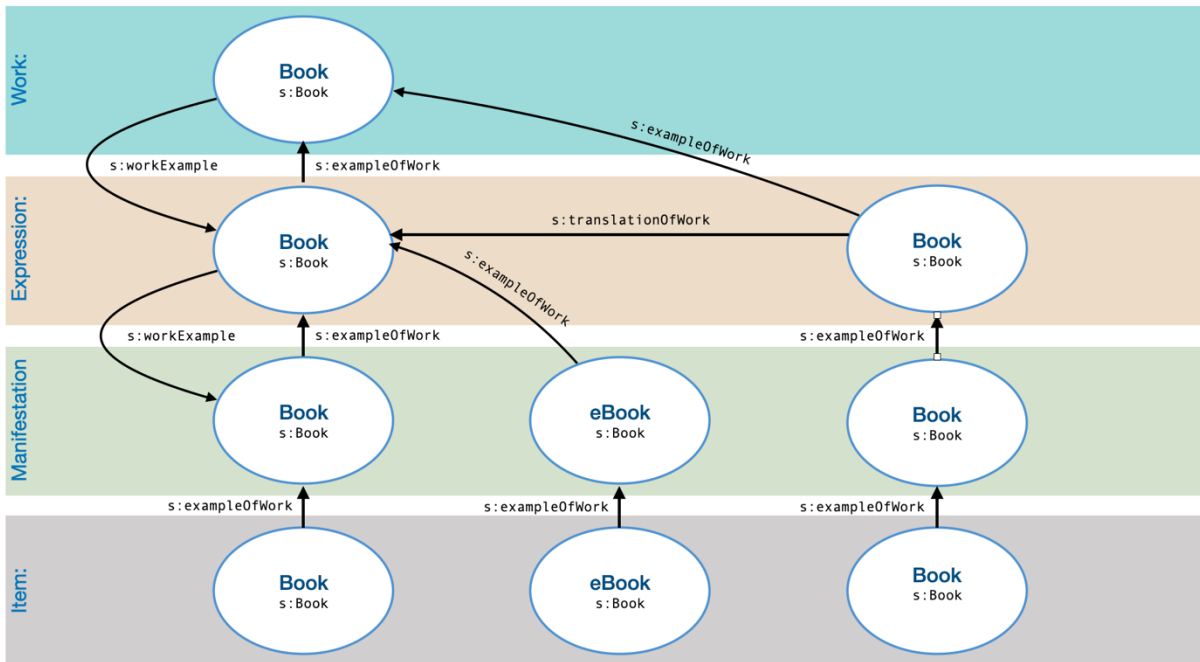 Work:
Book
s:Book
s:exampleOfWork
s:workExample
s:exampleOfWork
Expression:
s:translationOfWork
Book
s:Book
Book
s:Book
s:exampleOfWork
s:workExample
s:exampleOfWork
s:exampleOfWork
Manifestation
Book
s:Book
eBook
s:Book
Book
s:Book
s:exampleOfWork
s:exampleOfWork
s:exampleOfWork
Item:
Book
s:Book
eBook
s:Book
Book
s:Book